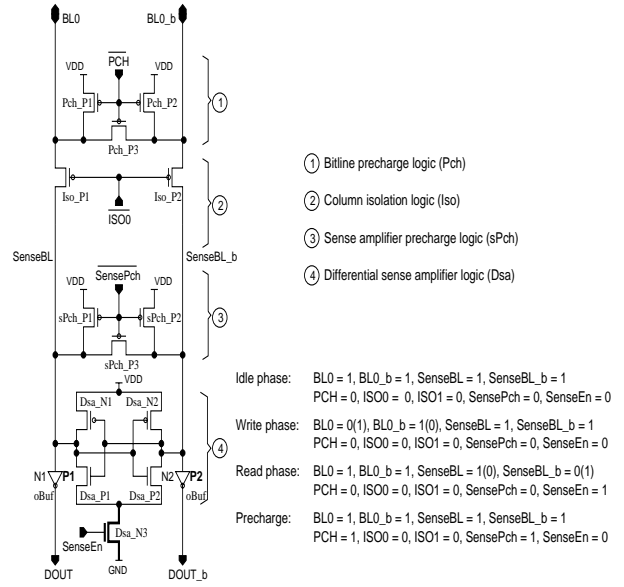 BL0 BL0_b
PCH
VDD VDD
Pch_P1 Pch_P2
1
Pch_P3
Iso_P1 Iso_P2
2
ISO0
SenseBL SenseBL_b
SensePch
VDD VDD
sPch_P1 sPch_P2
3
sPch_P3
VDD
Dsa_N1 Dsa_N2
4
N1 P1 N2 P2
oBuf Dsa_P1 Dsa_P2 oBuf
Dsa_N3
SenseEn
GND
DOUT DOUT_b
1 Bitline precharge logic (Pch)
2 Column isolation logic (Iso)
3 Sense amplifier precharge logic (sPch)
4 Differential sense amplifier logic (Dsa)
Idle phase: BL0 = 1, BL0_b = 1, SenseBL = 1, SenseBL_b = 1
PCH = 0, ISO0 = 0, ISO1 = 0, SensePch = 0, SenseEn = 0
Write phase: BL0 = 0(1), BL0_b = 1(0), SenseBL = 1, SenseBL_b = 1
PCH = 0, ISO0 = 0, ISO1 = 0, SensePch = 0, SenseEn = 0
Read phase: BL0 = 1, BL0_b = 1, SenseBL = 1(0), SenseBL_b = 0(1)
PCH = 0, ISO0 = 0, ISO1 = 0, SensePch = 0, SenseEn = 1
Precharge: BL0 = 1, BL0_b = 1, SenseBL = 1, SenseBL_b = 1
PCH = 1, ISO0 = 0, ISO1 = 0, SensePch = 1, SenseEn = 0